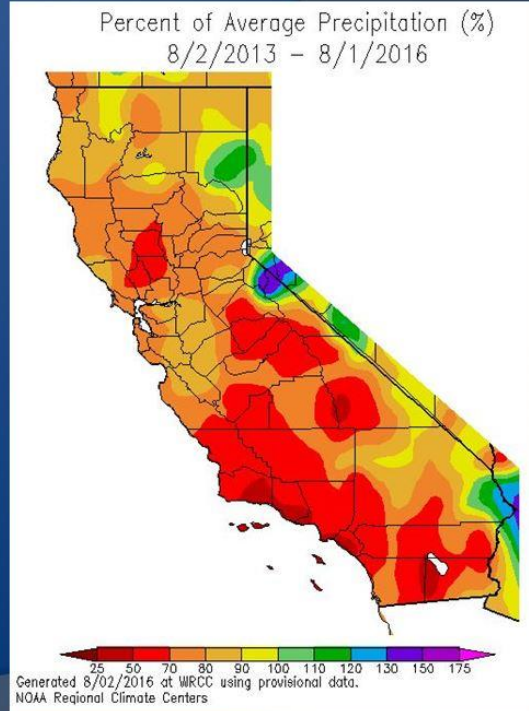 Percent of Average Precipitation (%)
8/2/2013 – 8/1/2016
25 50 70 80 90 100 110 120 130 150 175
Generated 8/02/2016 at WRCC using provisional data.
NOAA Regional Climate Centers